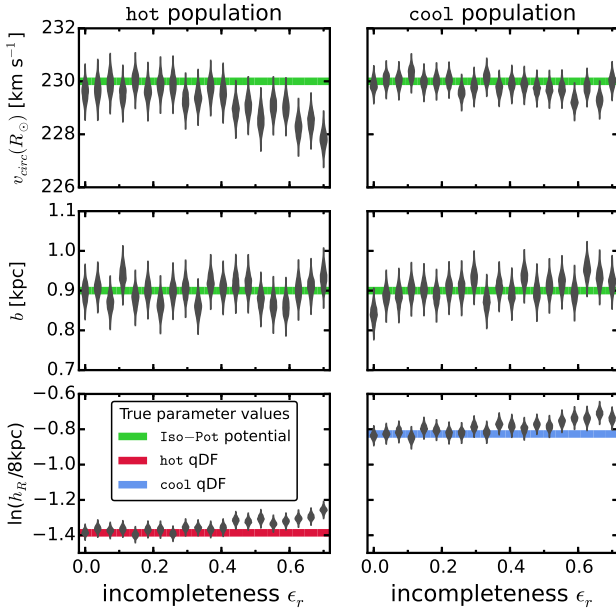 hot population
cool population
232
230
228
226
v_circ(R_⊙) [km s⁻¹]
1.1
1.0
0.9
0.8
0.7
b [kpc]
−0.6
−0.8
−1.0
−1.2
−1.4
ln(h_R/8kpc)
True parameter values
Iso−Pot potential
hot qDF
cool qDF
0.0 0.2 0.4 0.6
0.0 0.2 0.4 0.6
incompleteness ϵ_r
incompleteness ϵ_r